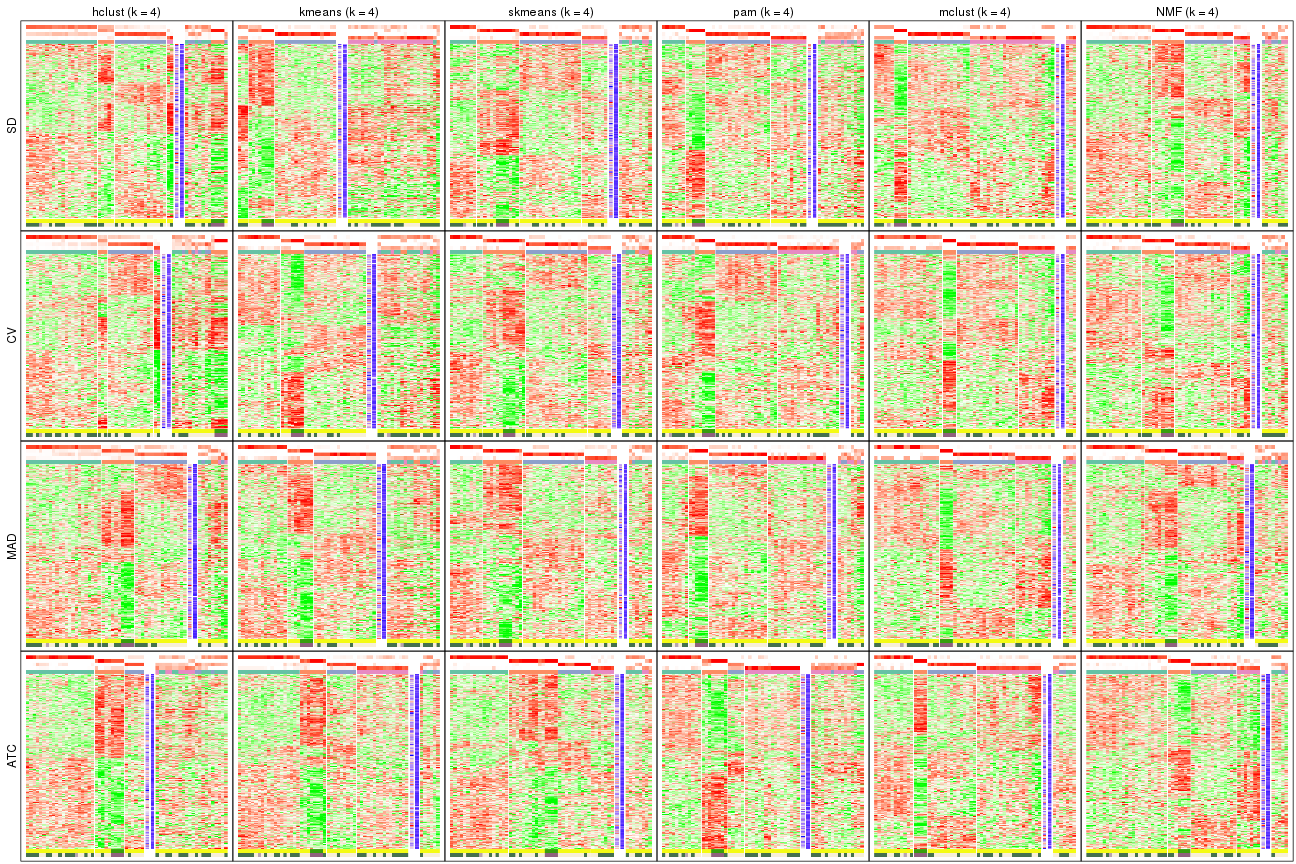 hclust (k = 4) kmeans (k = 4) skmeans (k = 4) pam (k = 4) mclust (k = 4) NMF (k = 4)
SD
CV
MAD
ATC